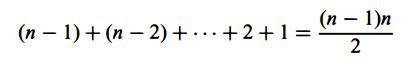 (n − 1) + (n − 2) + ⋯ + 2 + 1 = (n − 1)n / 2